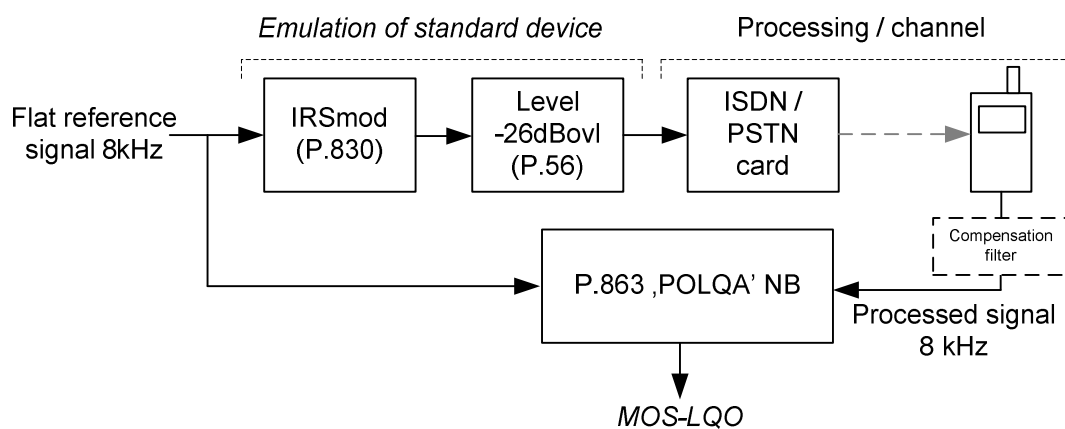 Emulation of standard device
Processing / channel
Flat reference
signal 8kHz
IRSmod
(P.830)
Level
-26dBovl
(P.56)
ISDN /
PSTN
card
Compensation
filter
P.863 ‚POLQA’ NB
Processed signal
8 kHz
MOS-LQO